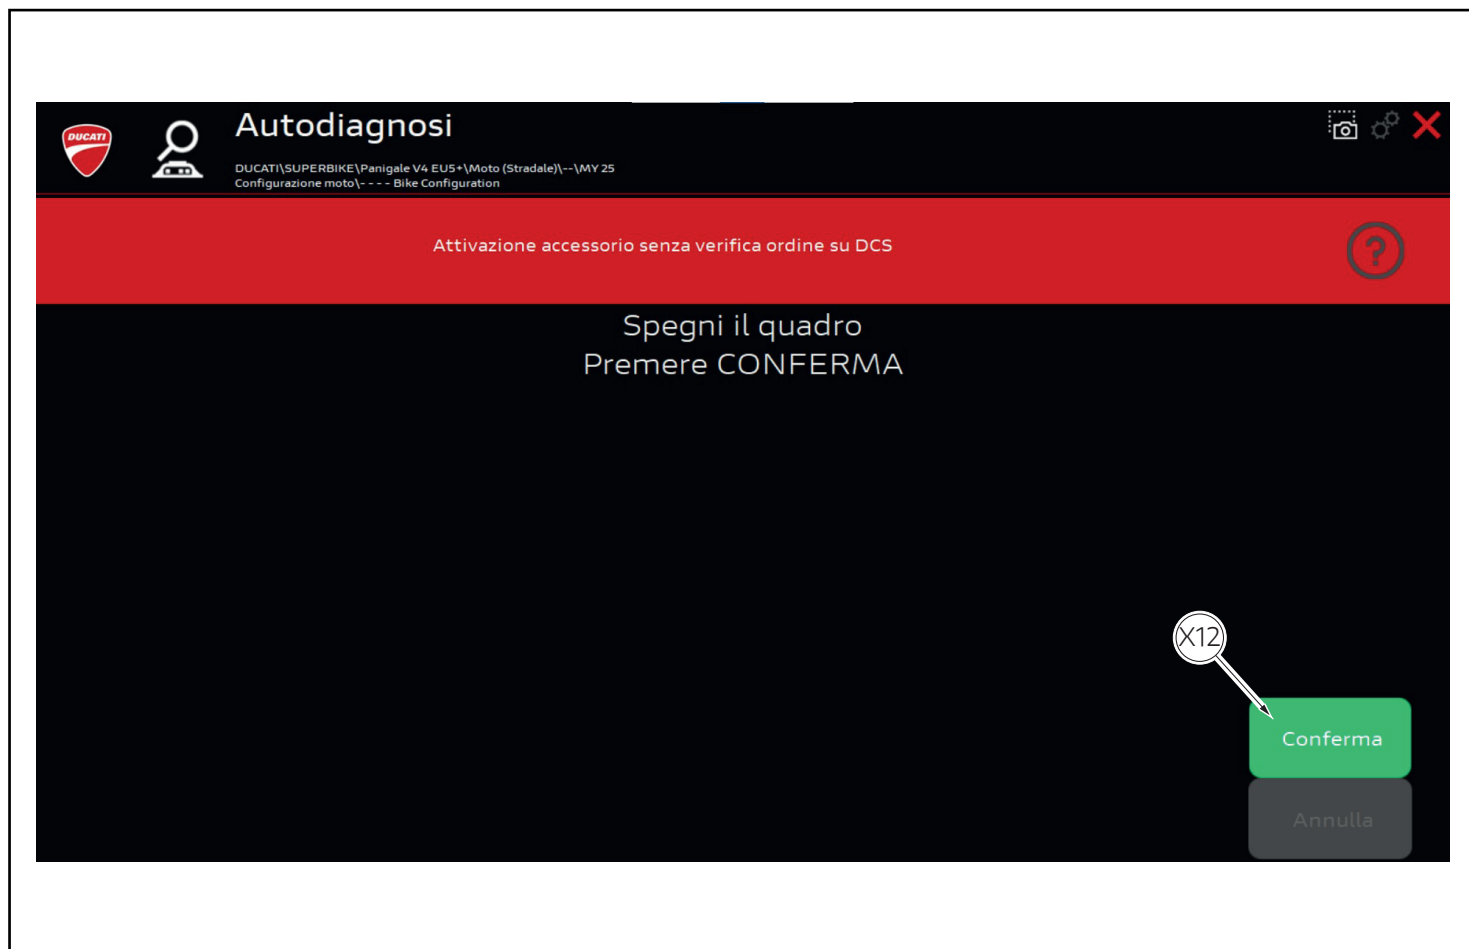 DUCATI
Autodiagnosi
DUCATI\SUPERBIKE\Panigale V4 EU5+\Moto (Stradale)\--\MY 25
Configurazione moto\- - - - Bike Configuration
Attivazione accessorio senza verifica ordine su DCS
?
Spegni il quadro
Premere CONFERMA
X12
Conferma
Annulla